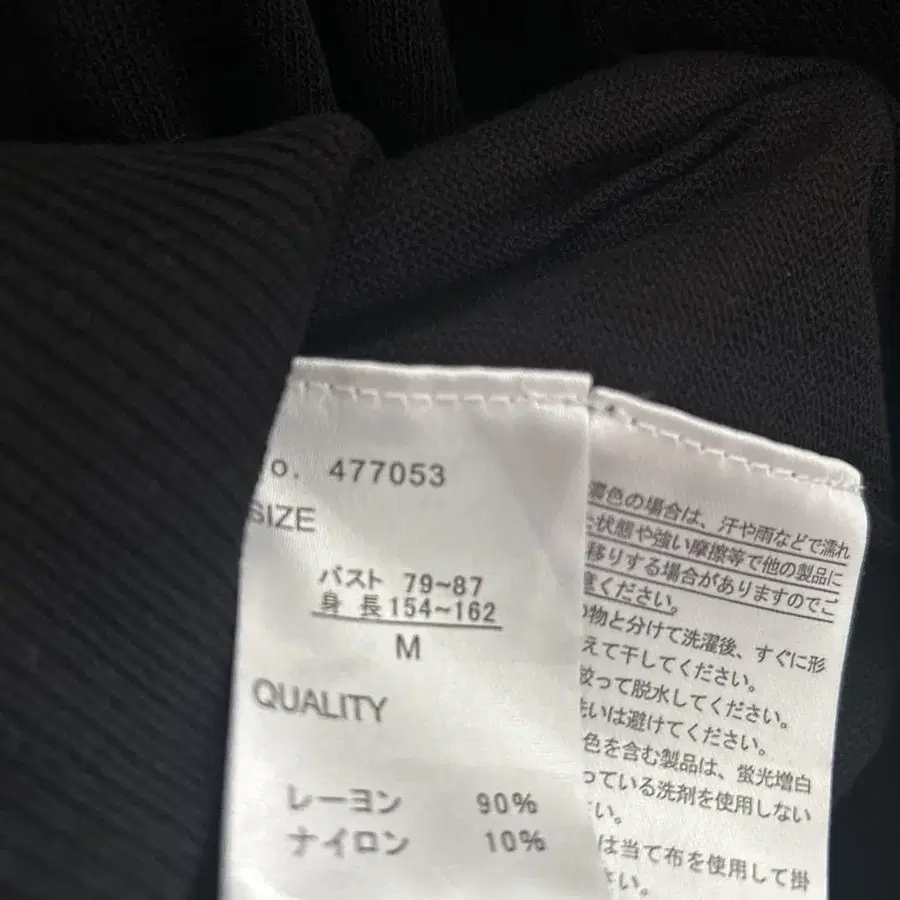 o. 477053
SIZE
バスト 79~87
身 長 154~162
M
QUALITY
レーヨン 90%
ナイロン 10%
濃色の場合は、汗や雨などで濡れ
た状態や強い摩擦等で他の製品に
移りする場合がありますのでご
意ください。
の物と分けて洗濯後、すぐに形
えて干してください。
絞って脱水してください。
洗いは避けてください。
色を含む製品は、蛍光増白
っている洗剤を使用しない
さい。
は当て布を使用して掛
さい。